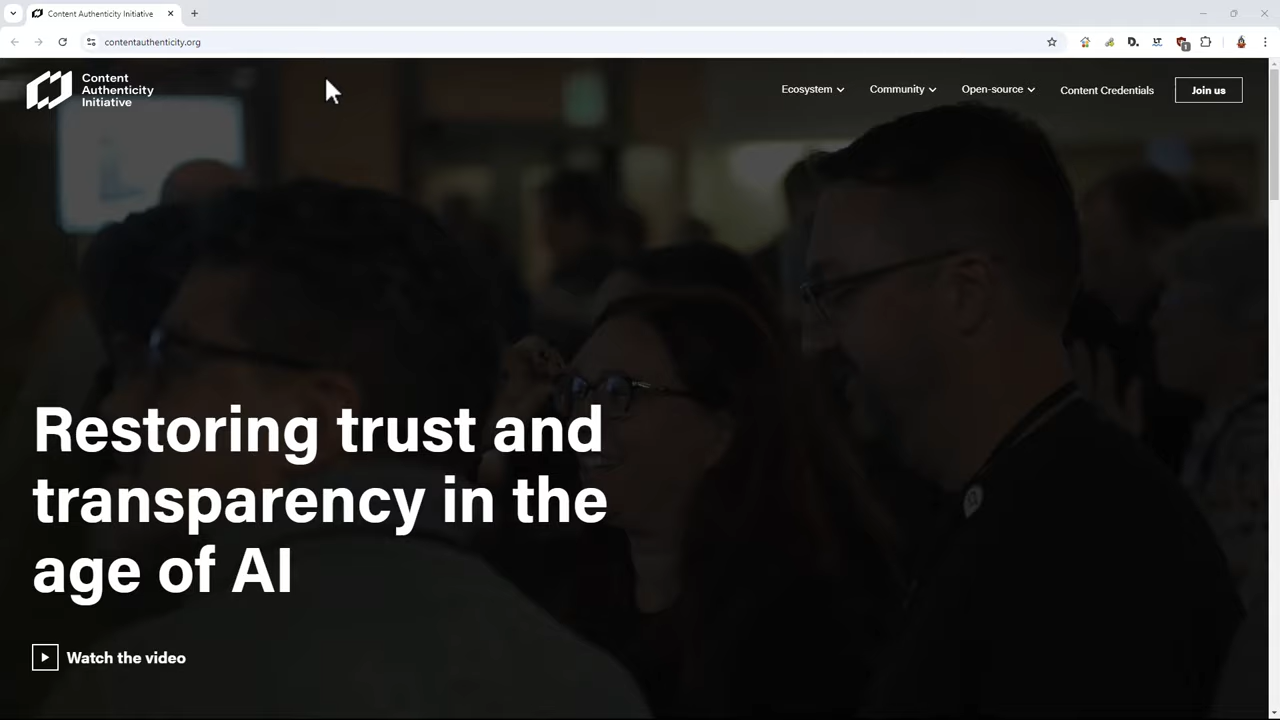 Content Authenticity Initiative
contentauthenticity.org
1
Content
Authenticity
Initiative
Ecosystem
Community
Open-source
Content Credentials
Join us
Restoring trust and
transparency in the
age of AI
Watch the video